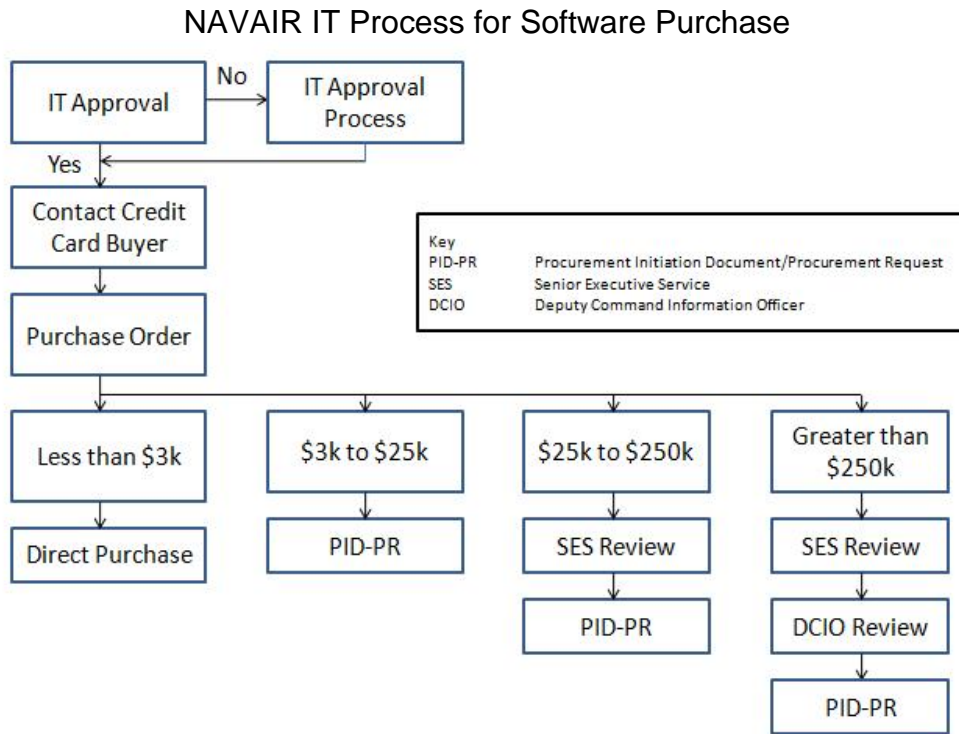 NAVAIR IT Process for Software Purchase
IT Approval
No
IT Approval
Process
Yes
Contact Credit
Card Buyer
Key
PID-PR Procurement Initiation Document/Procurement Request
SES Senior Executive Service
DCIO Deputy Command Information Officer
Purchase Order
Less than $3k
$3k to $25k
$25k to $250k
Greater than
$250k
Direct Purchase
PID-PR
SES Review
SES Review
PID-PR
DCIO Review
PID-PR